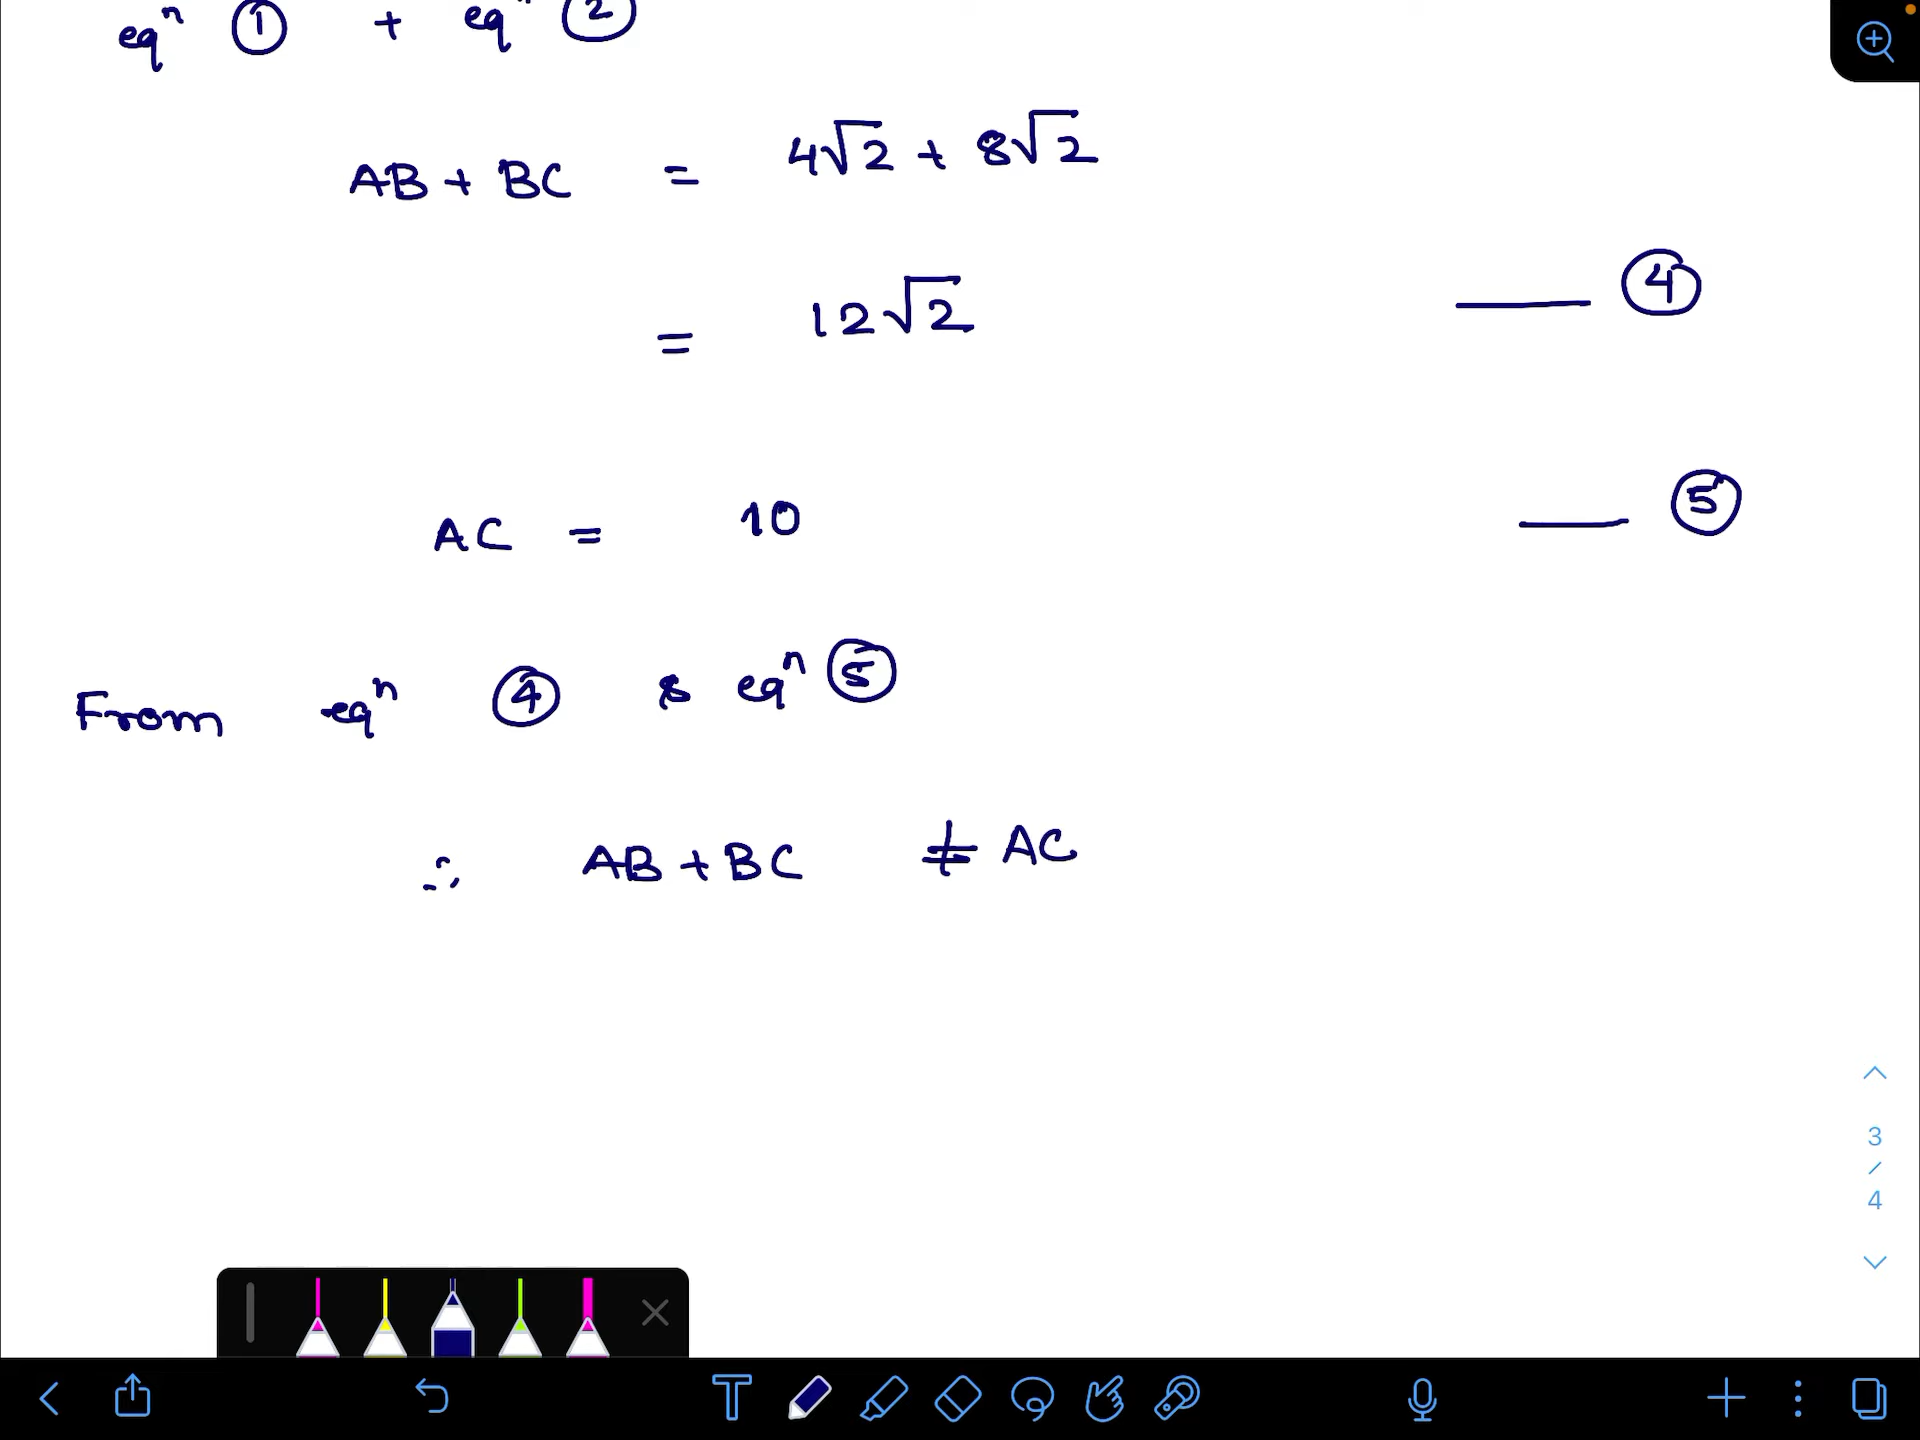 eqⁿ ① + eqⁿ ②
AB + BC = 4√2 + 8√2
= 12√2 —— ④
AC = 10 —— ⑤
From eqⁿ ④ & eqⁿ ⑤
∴ AB + BC ≠ AC
3
/
4
T